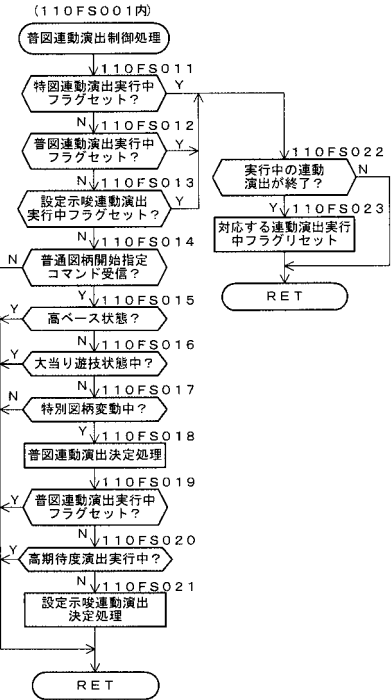 (110FS001内)
普図連動演出制御処理
110FS011
特図連動演出実行中
フラグセット?
Y
N
110FS012
普図連動演出実行中
フラグセット?
Y
N
110FS013
設定示唆連動演出
実行中フラグセット?
Y
N
110FS014
普通図柄開始指定
コマンド受信?
N
Y
110FS015
高ベース状態?
Y
N
110FS016
大当り遊技状態中?
Y
N
110FS017
特別図柄変動中?
N
Y
110FS018
普図連動演出決定処理
110FS019
普図連動演出実行中
フラグセット?
Y
N
110FS020
高期待度演出実行中?
Y
N
110FS021
設定示唆連動演出
決定処理
RET
110FS022
実行中の連動
演出が終了?
N
Y
110FS023
対応する連動演出実行
中フラグリセット
RET